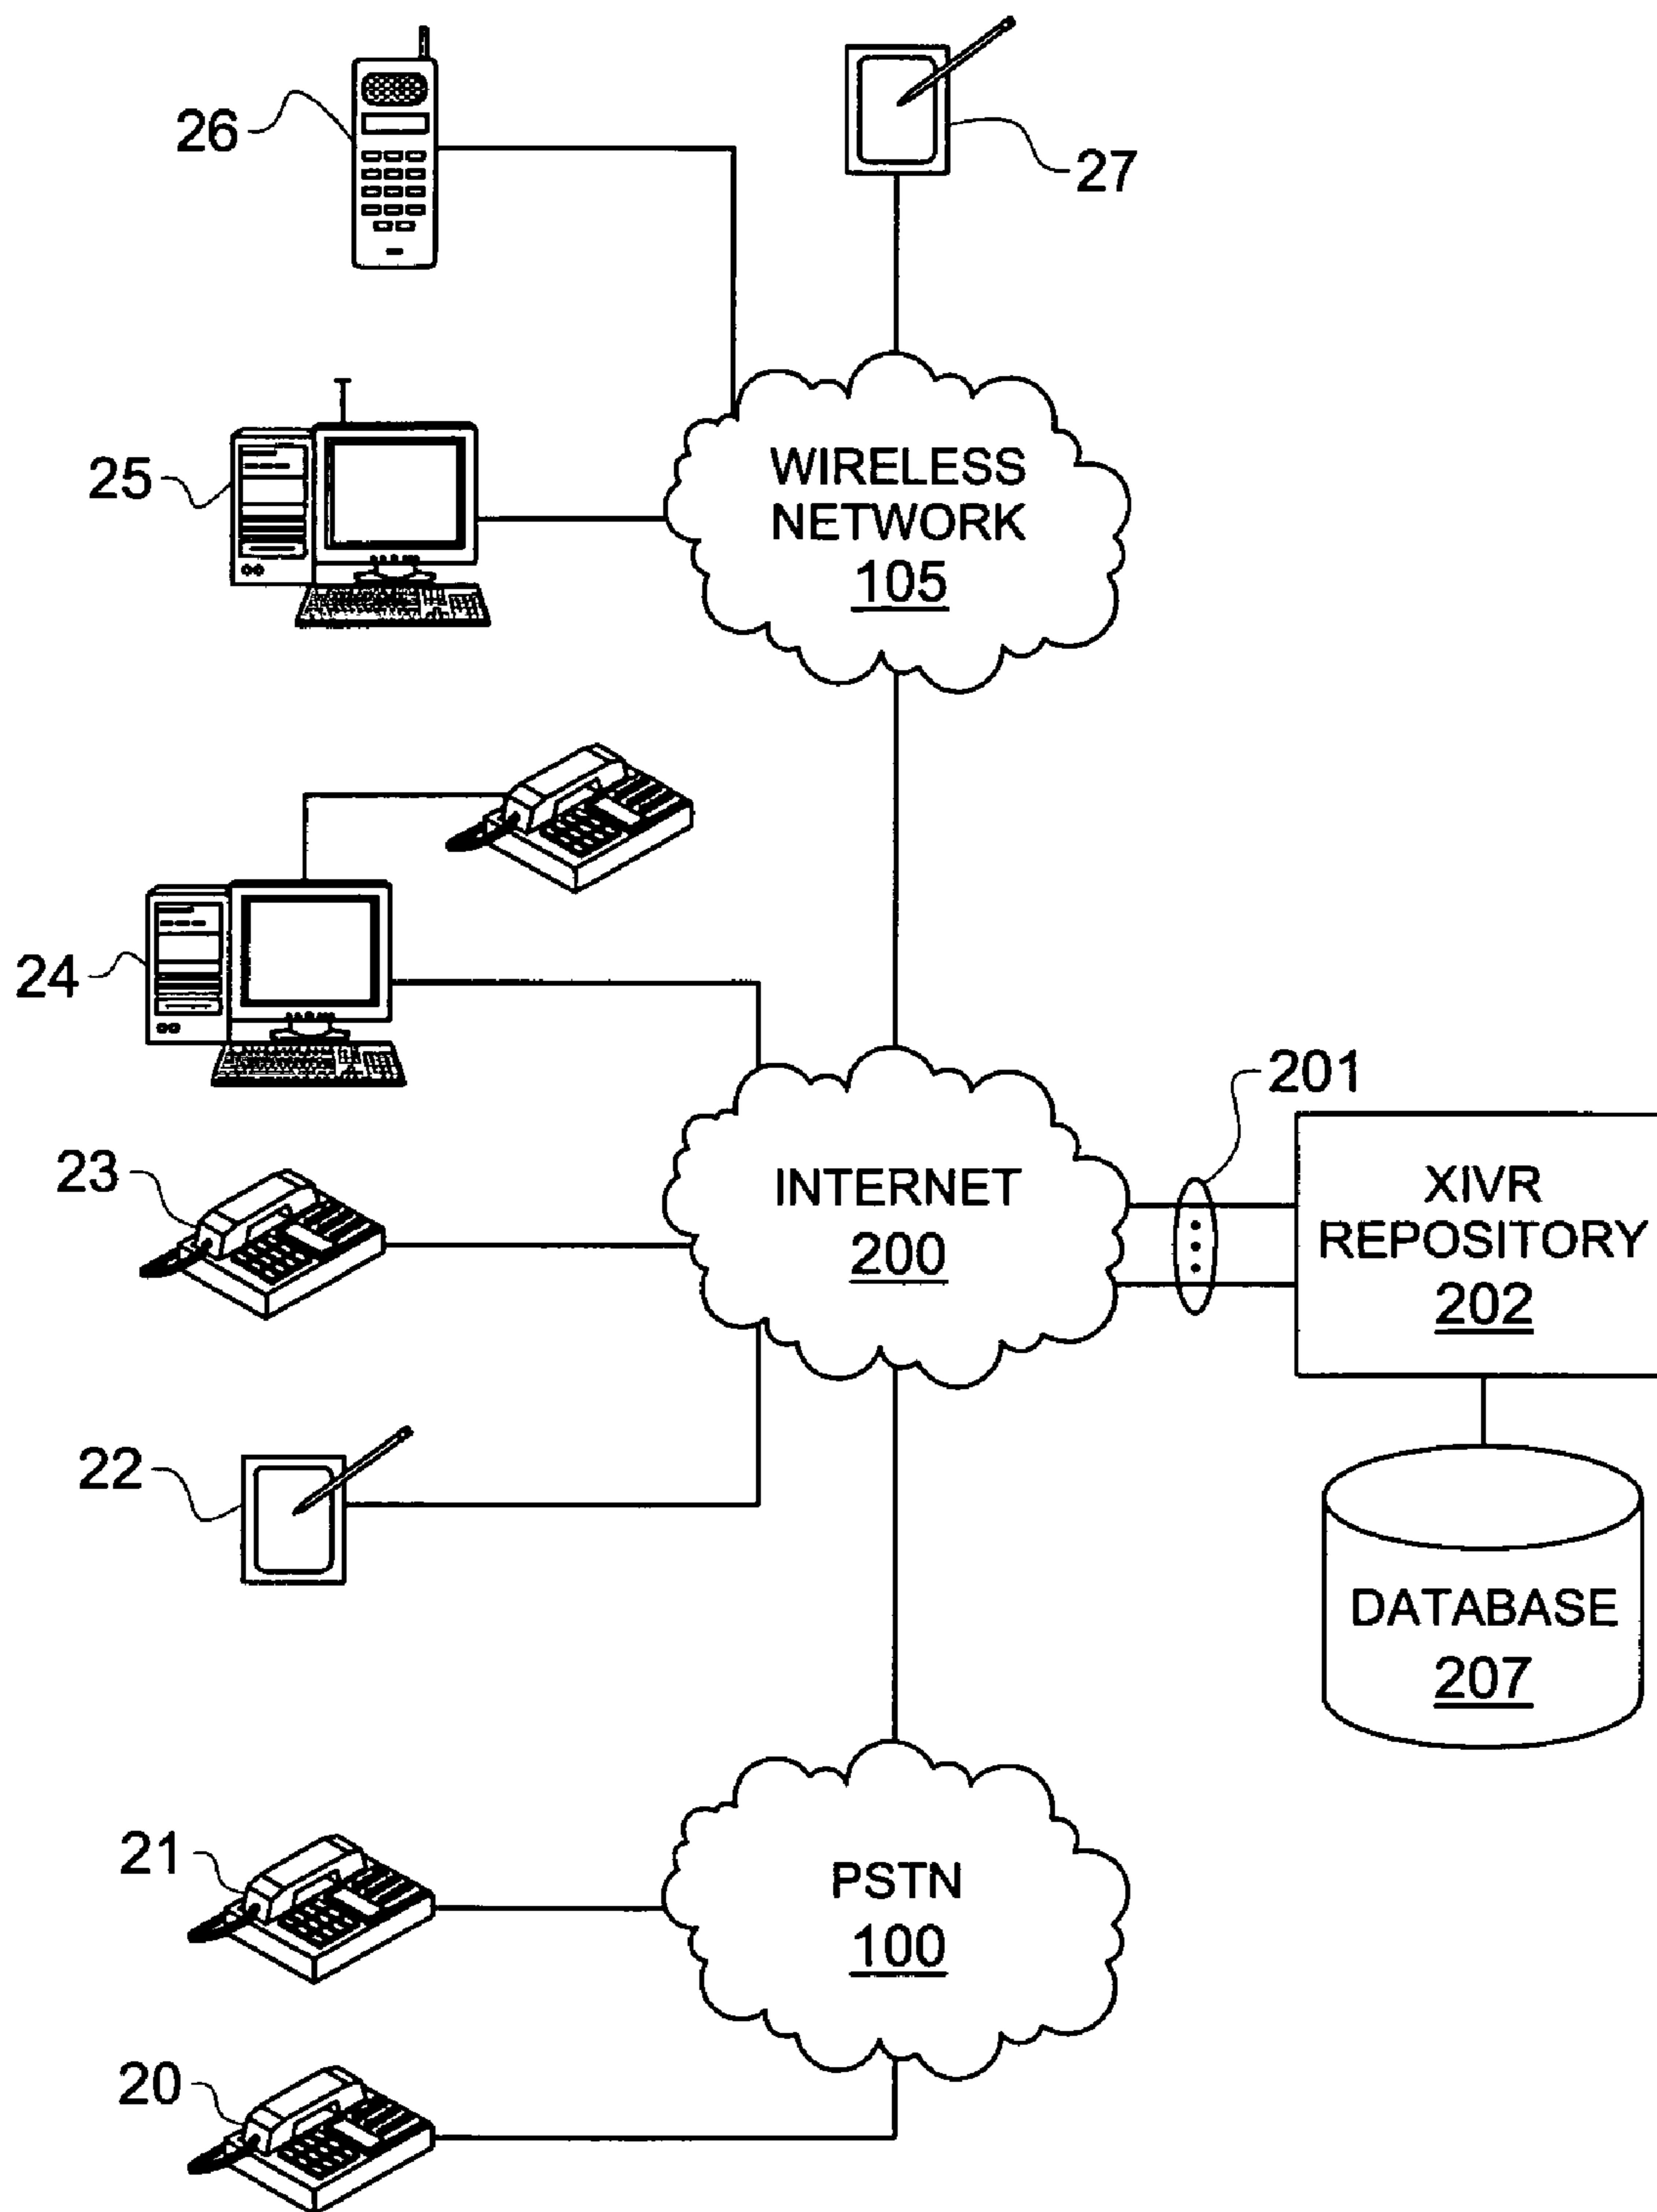 26
27
25
WIRELESS
NETWORK
105
24
201
23
INTERNET
200
XIVR
REPOSITORY
202
22
DATABASE
207
21
PSTN
100
20